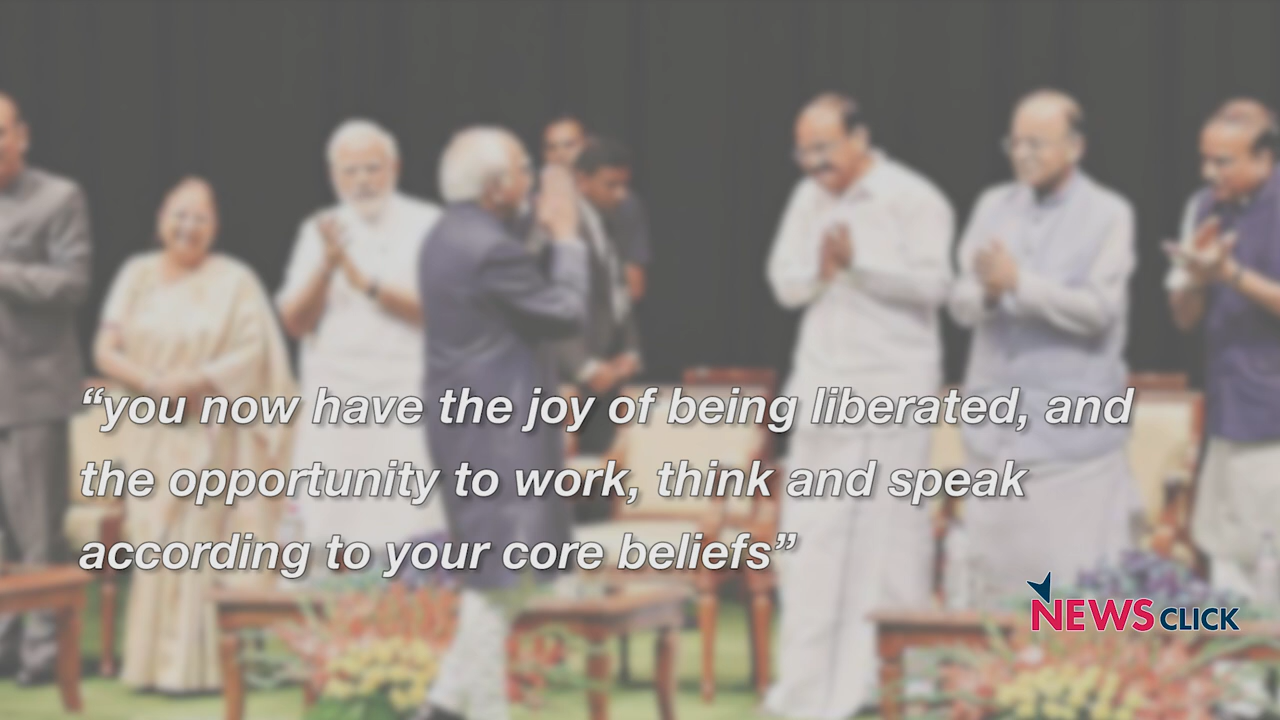 “you now have the joy of being liberated, and
the opportunity to work, think and speak
according to your core beliefs”
NEWSCLICK